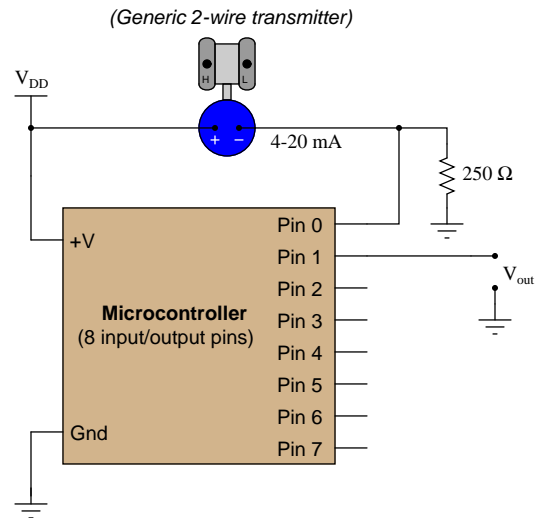 (Generic 2-wire transmitter)
H L
V_DD
+ −
4-20 mA
250 Ω
Pin 0
+V
Pin 1
V_out
Pin 2
Microcontroller
(8 input/output pins)
Pin 3
Pin 4
Pin 5
Pin 6
Gnd
Pin 7